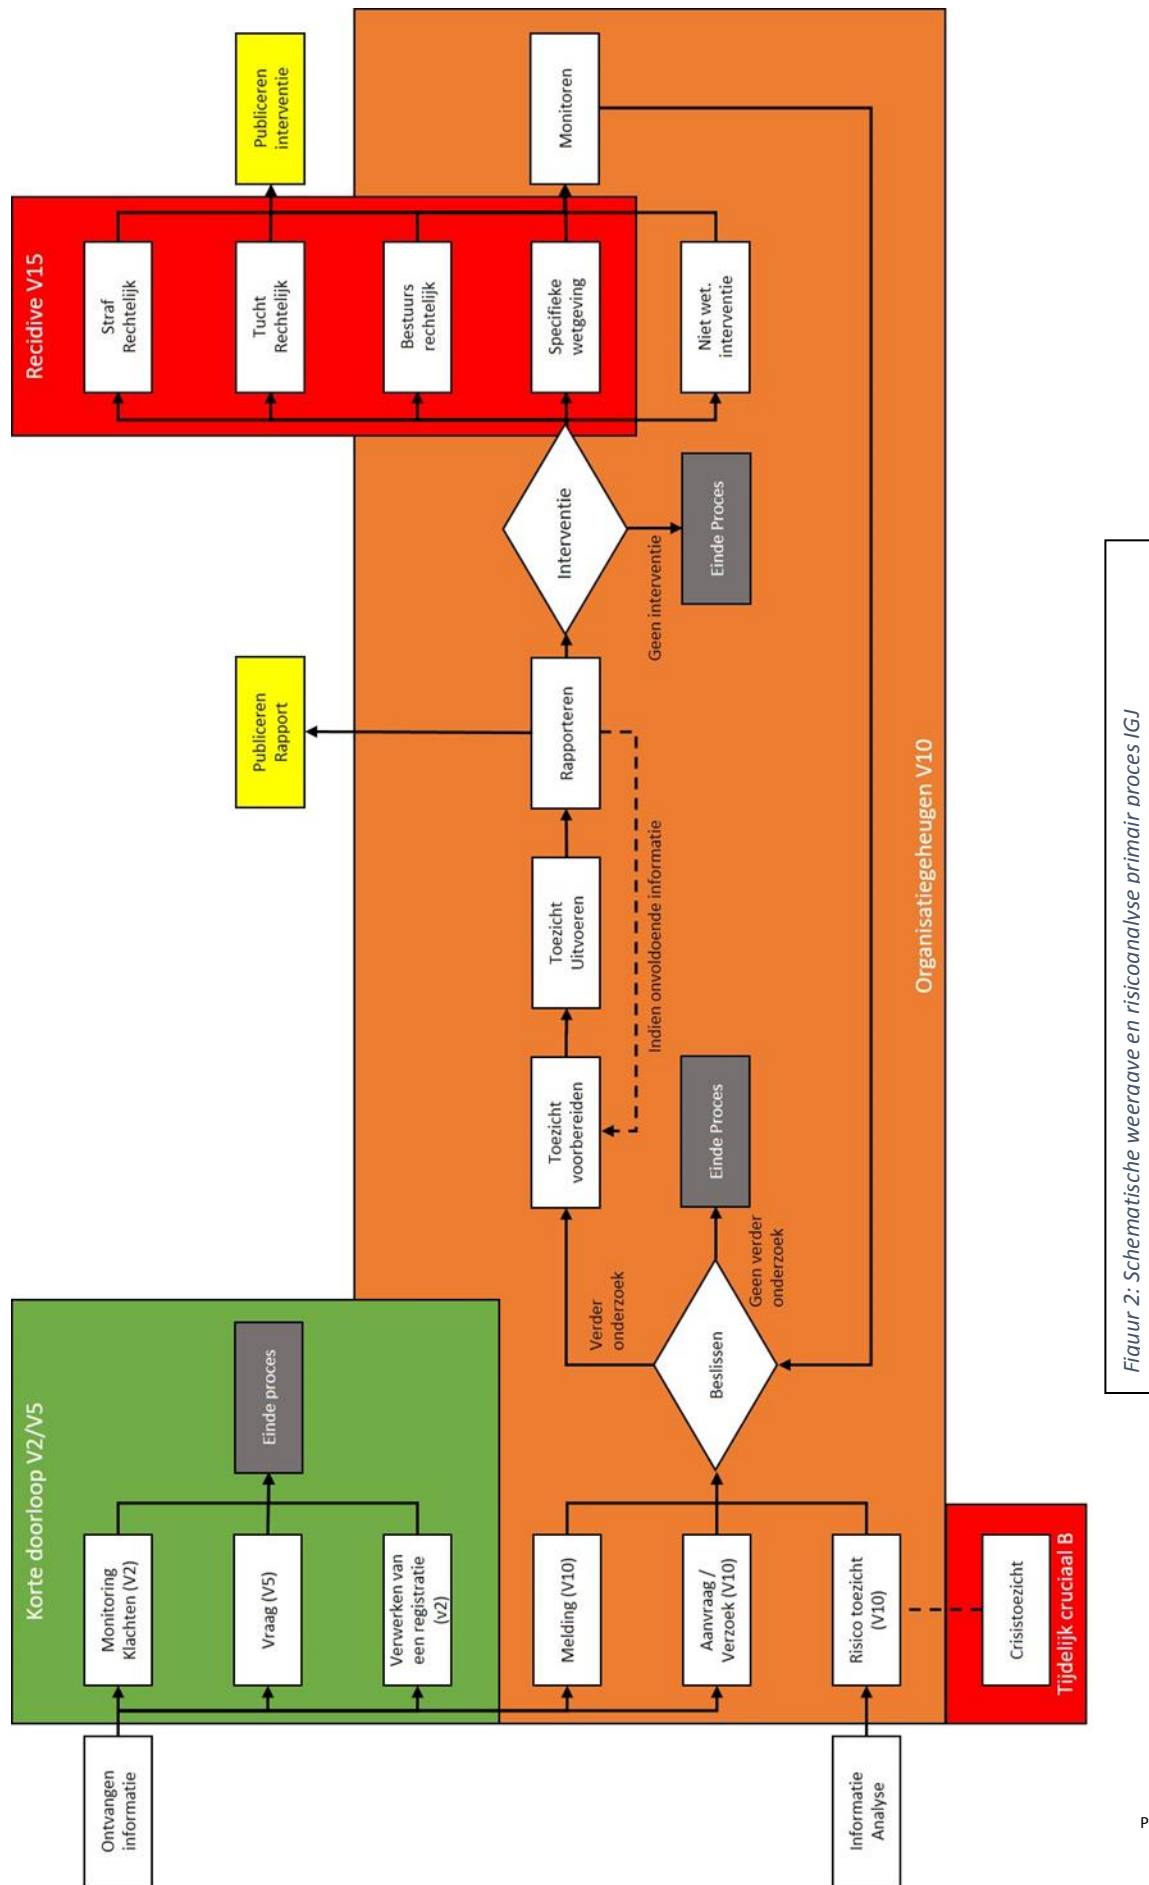 Ontvangen
informatie
Informatie
Analyse
Korte doorloop V2/V5
Monitoring
Klachten (V2)
Vraag (V5)
Verwerken van
een registratie
(v2)
Einde proces
Melding (V10)
Aanvraag /
Verzoek (V10)
Risico toezicht
(V10)
Crisistoezicht
Tijdelijk cruciaal B
Beslissen
Verder
onderzoek
Geen verder
onderzoek
Einde Proces
Toezicht
voorbereiden
Toezicht
Uitvoeren
Rapporteren
Indien onvoldoende informatie
Publiceren
Rapport
Interventie
Geen interventie
Einde Proces
Recidive V15
Straf
Rechtelijk
Tucht
Rechtelijk
Bestuurs
rechtelijk
Specifieke
wetgeving
Niet wet.
interventie
Publiceren
interventie
Monitoren
Organisatiegeheugen V10
Figuur 2: Schematische weergave en risicoanalyse primair proces IGJ
P